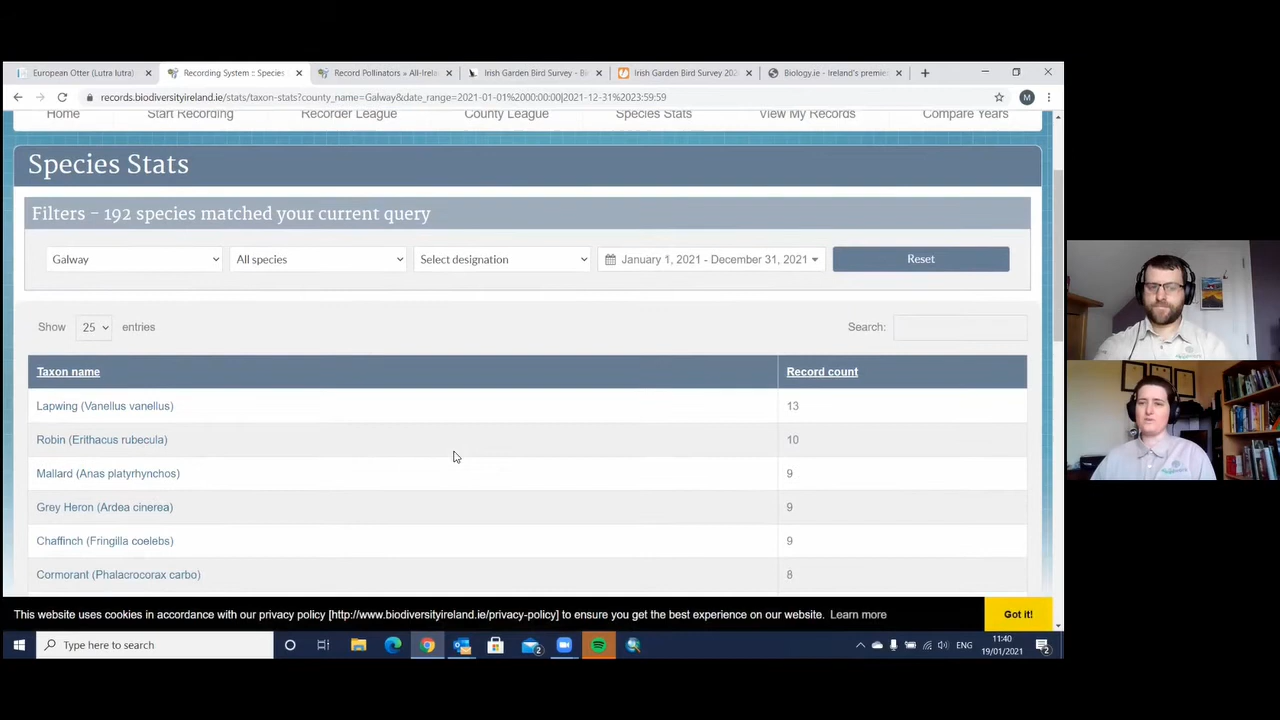 European Otter (Lutra lutra)
Recording System :: Species
Record Pollinators » All-Irela
Irish Garden Bird Survey - Bi
Irish Garden Bird Survey 202
Biology.ie - Ireland's premie
records.biodiversityireland.ie/stats/taxon-stats?county_name=Galway&date_range=2021-01-01%2000:00:00|2021-12-31%2023:59:59
M
Home Start Recording Recorder League County League Species Stats View My Records Compare Years
Species Stats
Filters - 192 species matched your current query
Galway All species Select designation January 1, 2021 - December 31, 2021 Reset
Show 25 entries Search:
Taxon name Record count
Lapwing (Vanellus vanellus) 13
Robin (Erithacus rubecula) 10
Mallard (Anas platyrhynchos) 9
Grey Heron (Ardea cinerea) 9
Chaffinch (Fringilla coelebs) 9
Cormorant (Phalacrocorax carbo) 8
This website uses cookies in accordance with our privacy policy [http://www.biodiversityireland.ie/privacy-policy] to ensure you get the best experience on our website. Learn more Got it!
Type here to search 2 ENG 11:40
19/01/2021 2